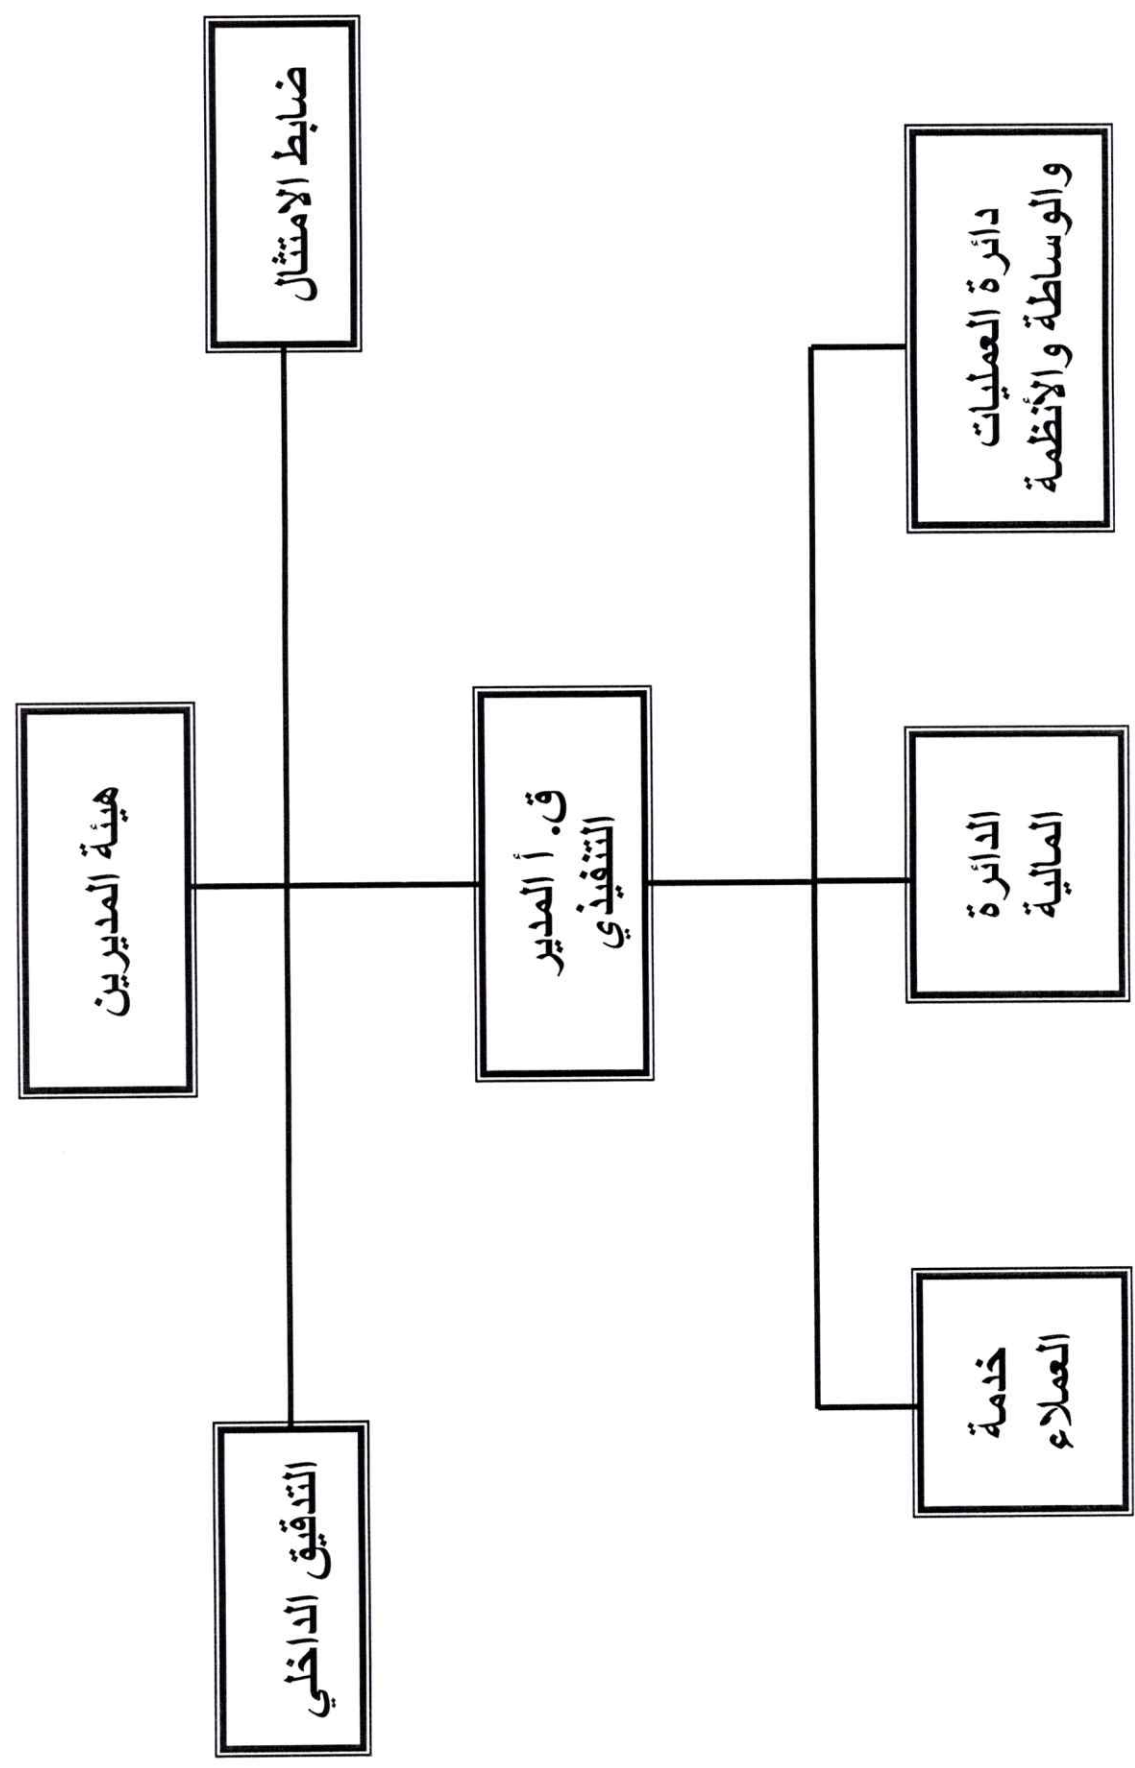 هيئة المديرين
ضابط الامتثال
التدقيق الداخلي
ق. أ المدير
التنفيذي
دائرة العمليات
والوساطة والأنظمة
الدائرة
المالية
خدمة
العملاء